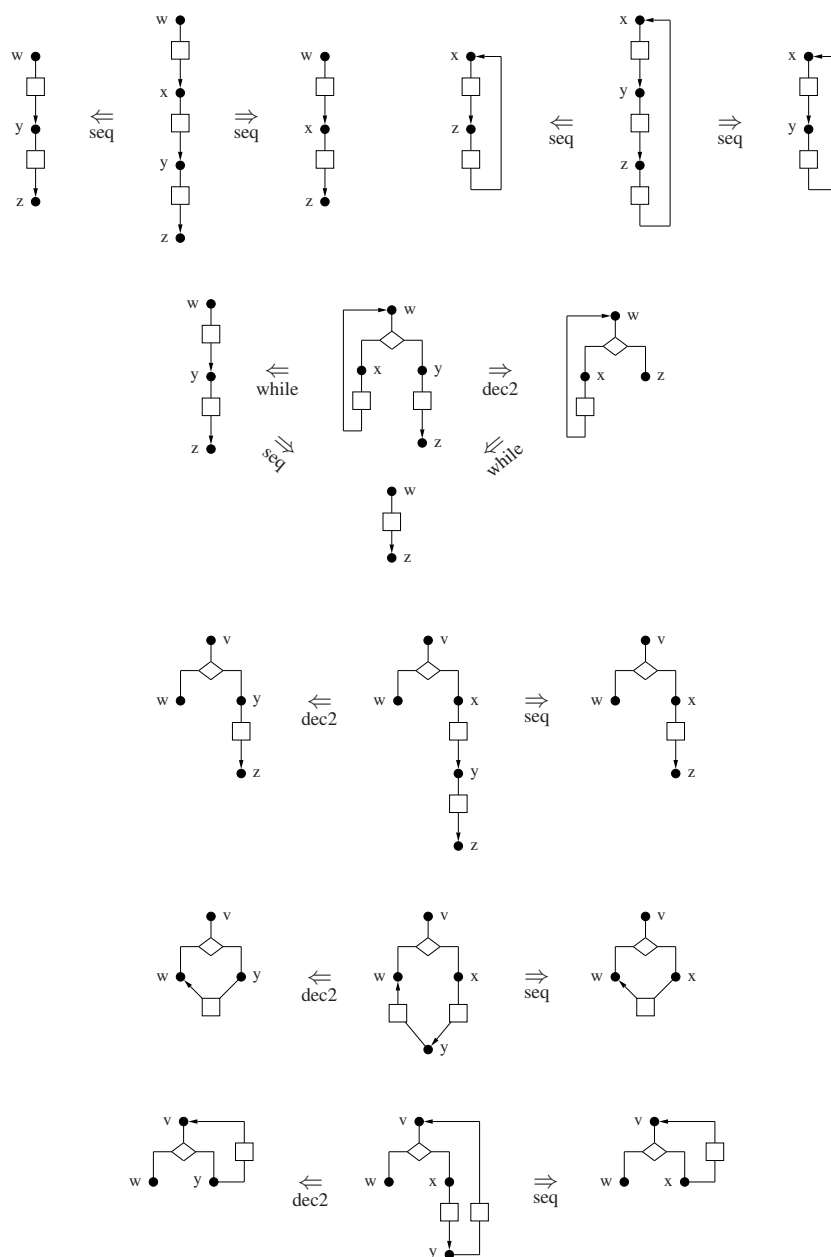 w y z
⇐ seq
w x y z
⇒ seq
w x z
x z
⇐ seq
x y z
⇒ seq
x y
w y z
⇐ while
w x y z
⇒ dec2
w x z
⇒ seq
⇐ while
w z
v w y z
⇐ dec2
v w x y z
⇒ seq
v w x z
v w y
⇐ dec2
v w x y
⇒ seq
v w x
v w y
⇐ dec2
v w x y
⇒ seq
v w x